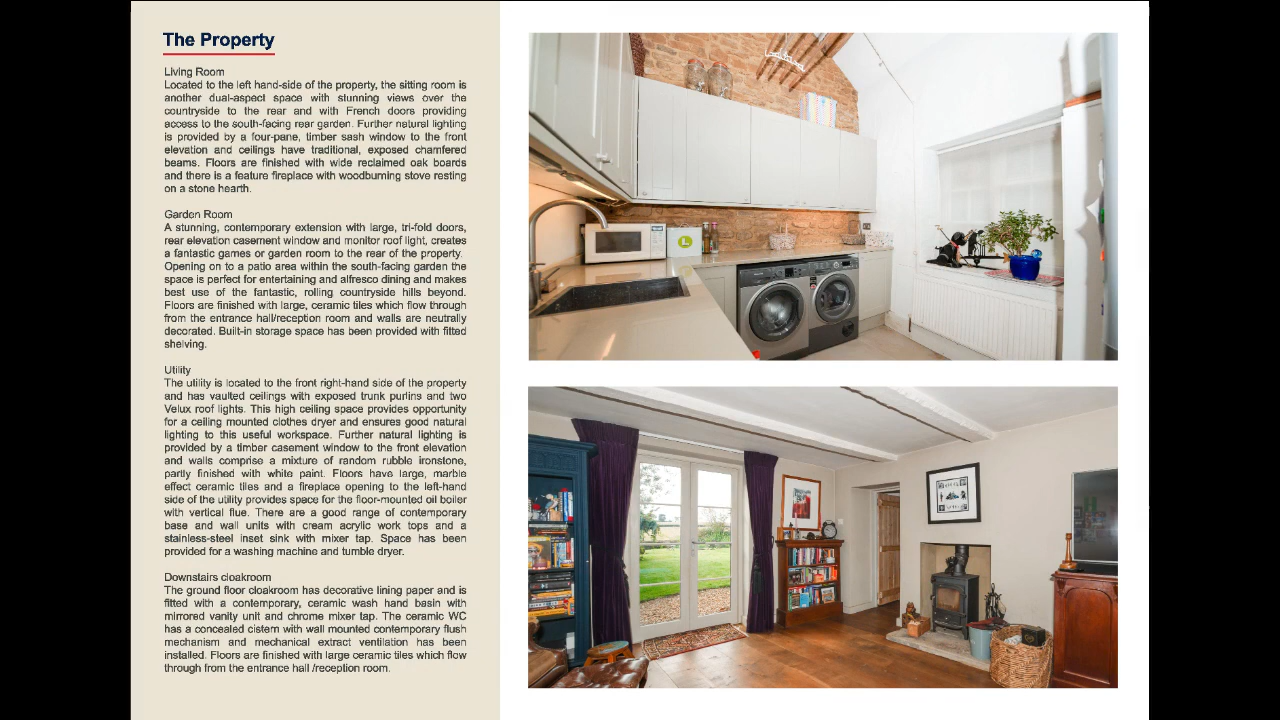 The Property
Living Room
Located to the left hand-side of the property, the sitting room is
another dual-aspect space with stunning views over the
countryside to the rear and with French doors providing
access to the south-facing rear garden. Further natural lighting
is provided by a four-pane, timber sash window to the front
elevation and ceilings have traditional, exposed chamfered
beams. Floors are finished with wide reclaimed oak boards
and there is a feature fireplace with woodburning stove resting
on a stone hearth.
Garden Room
A stunning, contemporary extension with large, tri-fold doors,
rear elevation casement window and monitor roof light, creates
a fantastic games or garden room to the rear of the property.
Opening on to a patio area within the south-facing garden the
space is perfect for entertaining and alfresco dining and makes
best use of the fantastic, rolling countryside hills beyond.
Floors are finished with large, ceramic tiles which flow through
from the entrance hall/reception room and walls are neutrally
decorated. Built-in storage space has been provided with fitted
shelving.
Utility
The utility is located to the front right-hand side of the property
and has vaulted ceilings with exposed trunk purlins and two
Velux roof lights. This high ceiling space provides opportunity
for a ceiling mounted clothes dryer and ensures good natural
lighting to this useful workspace. Further natural lighting is
provided by a timber casement window to the front elevation
and walls comprise a mixture of random rubble ironstone,
partly finished with white paint. Floors have large, marble
effect ceramic tiles and a fireplace opening to the left-hand
side of the utility provides space for the floor-mounted oil boiler
with vertical flue. There are a good range of contemporary
base and wall units with cream acrylic work tops and a
stainless-steel inset sink with mixer tap. Space has been
provided for a washing machine and tumble dryer.
Downstairs cloakroom
The ground floor cloakroom has decorative lining paper and is
fitted with a contemporary, ceramic wash hand basin with
mirrored vanity unit and chrome mixer tap. The ceramic WC
has a concealed cistern with wall mounted contemporary flush
mechanism and mechanical extract ventilation has been
installed. Floors are finished with large ceramic tiles which flow
through from the entrance hall /reception room.
L